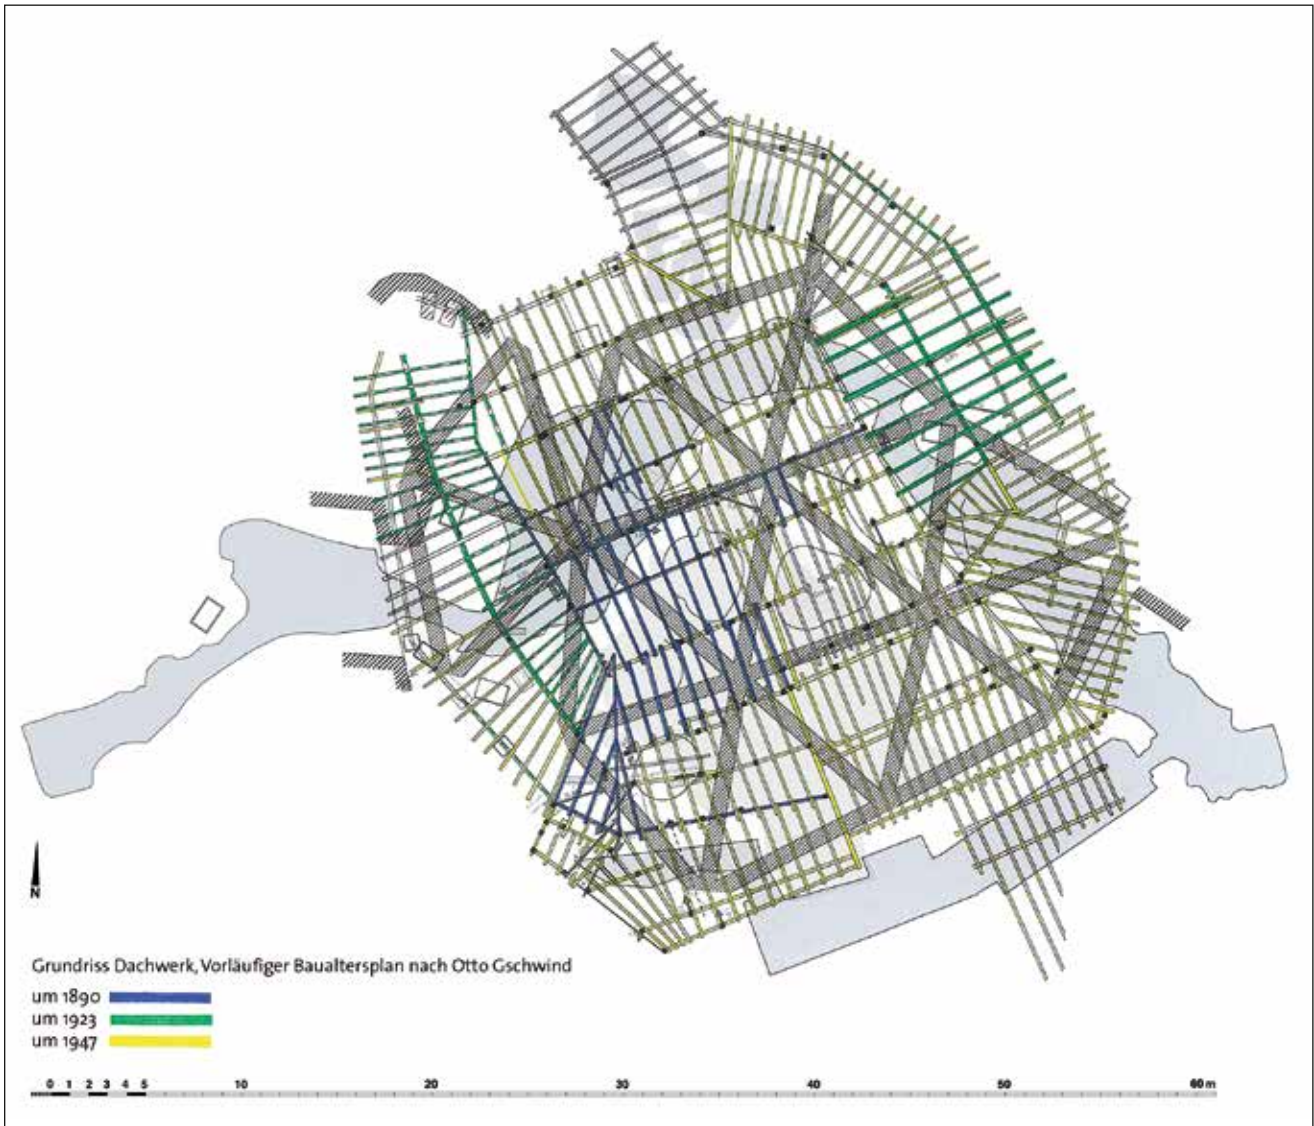 N
Grundriss Dachwerk, Vorläufiger Baualtersplan nach Otto Gschwind
um 1890
um 1923
um 1947
0 1 2 3 4 5 10 20 30 40 50 60 m